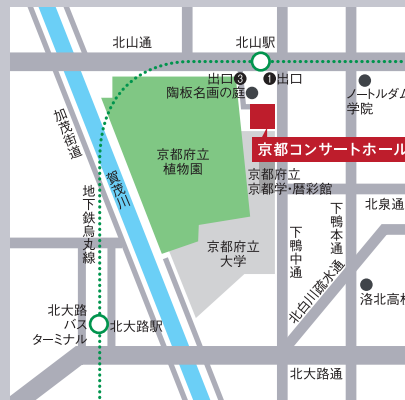 北山通
北山駅
出口3
1出口
陶板名画の庭
ノートルダム
学院
加茂街道
京都コンサートホール
京都府立
植物園
賀茂川
京都府立
京都学・暦彩館
地下鉄烏丸線
下鴨本通
北泉通
下鴨中通
京都府立
大学
北白川疏水通
洛北高校
北大路
バス
ターミナル
北大路駅
北大路通